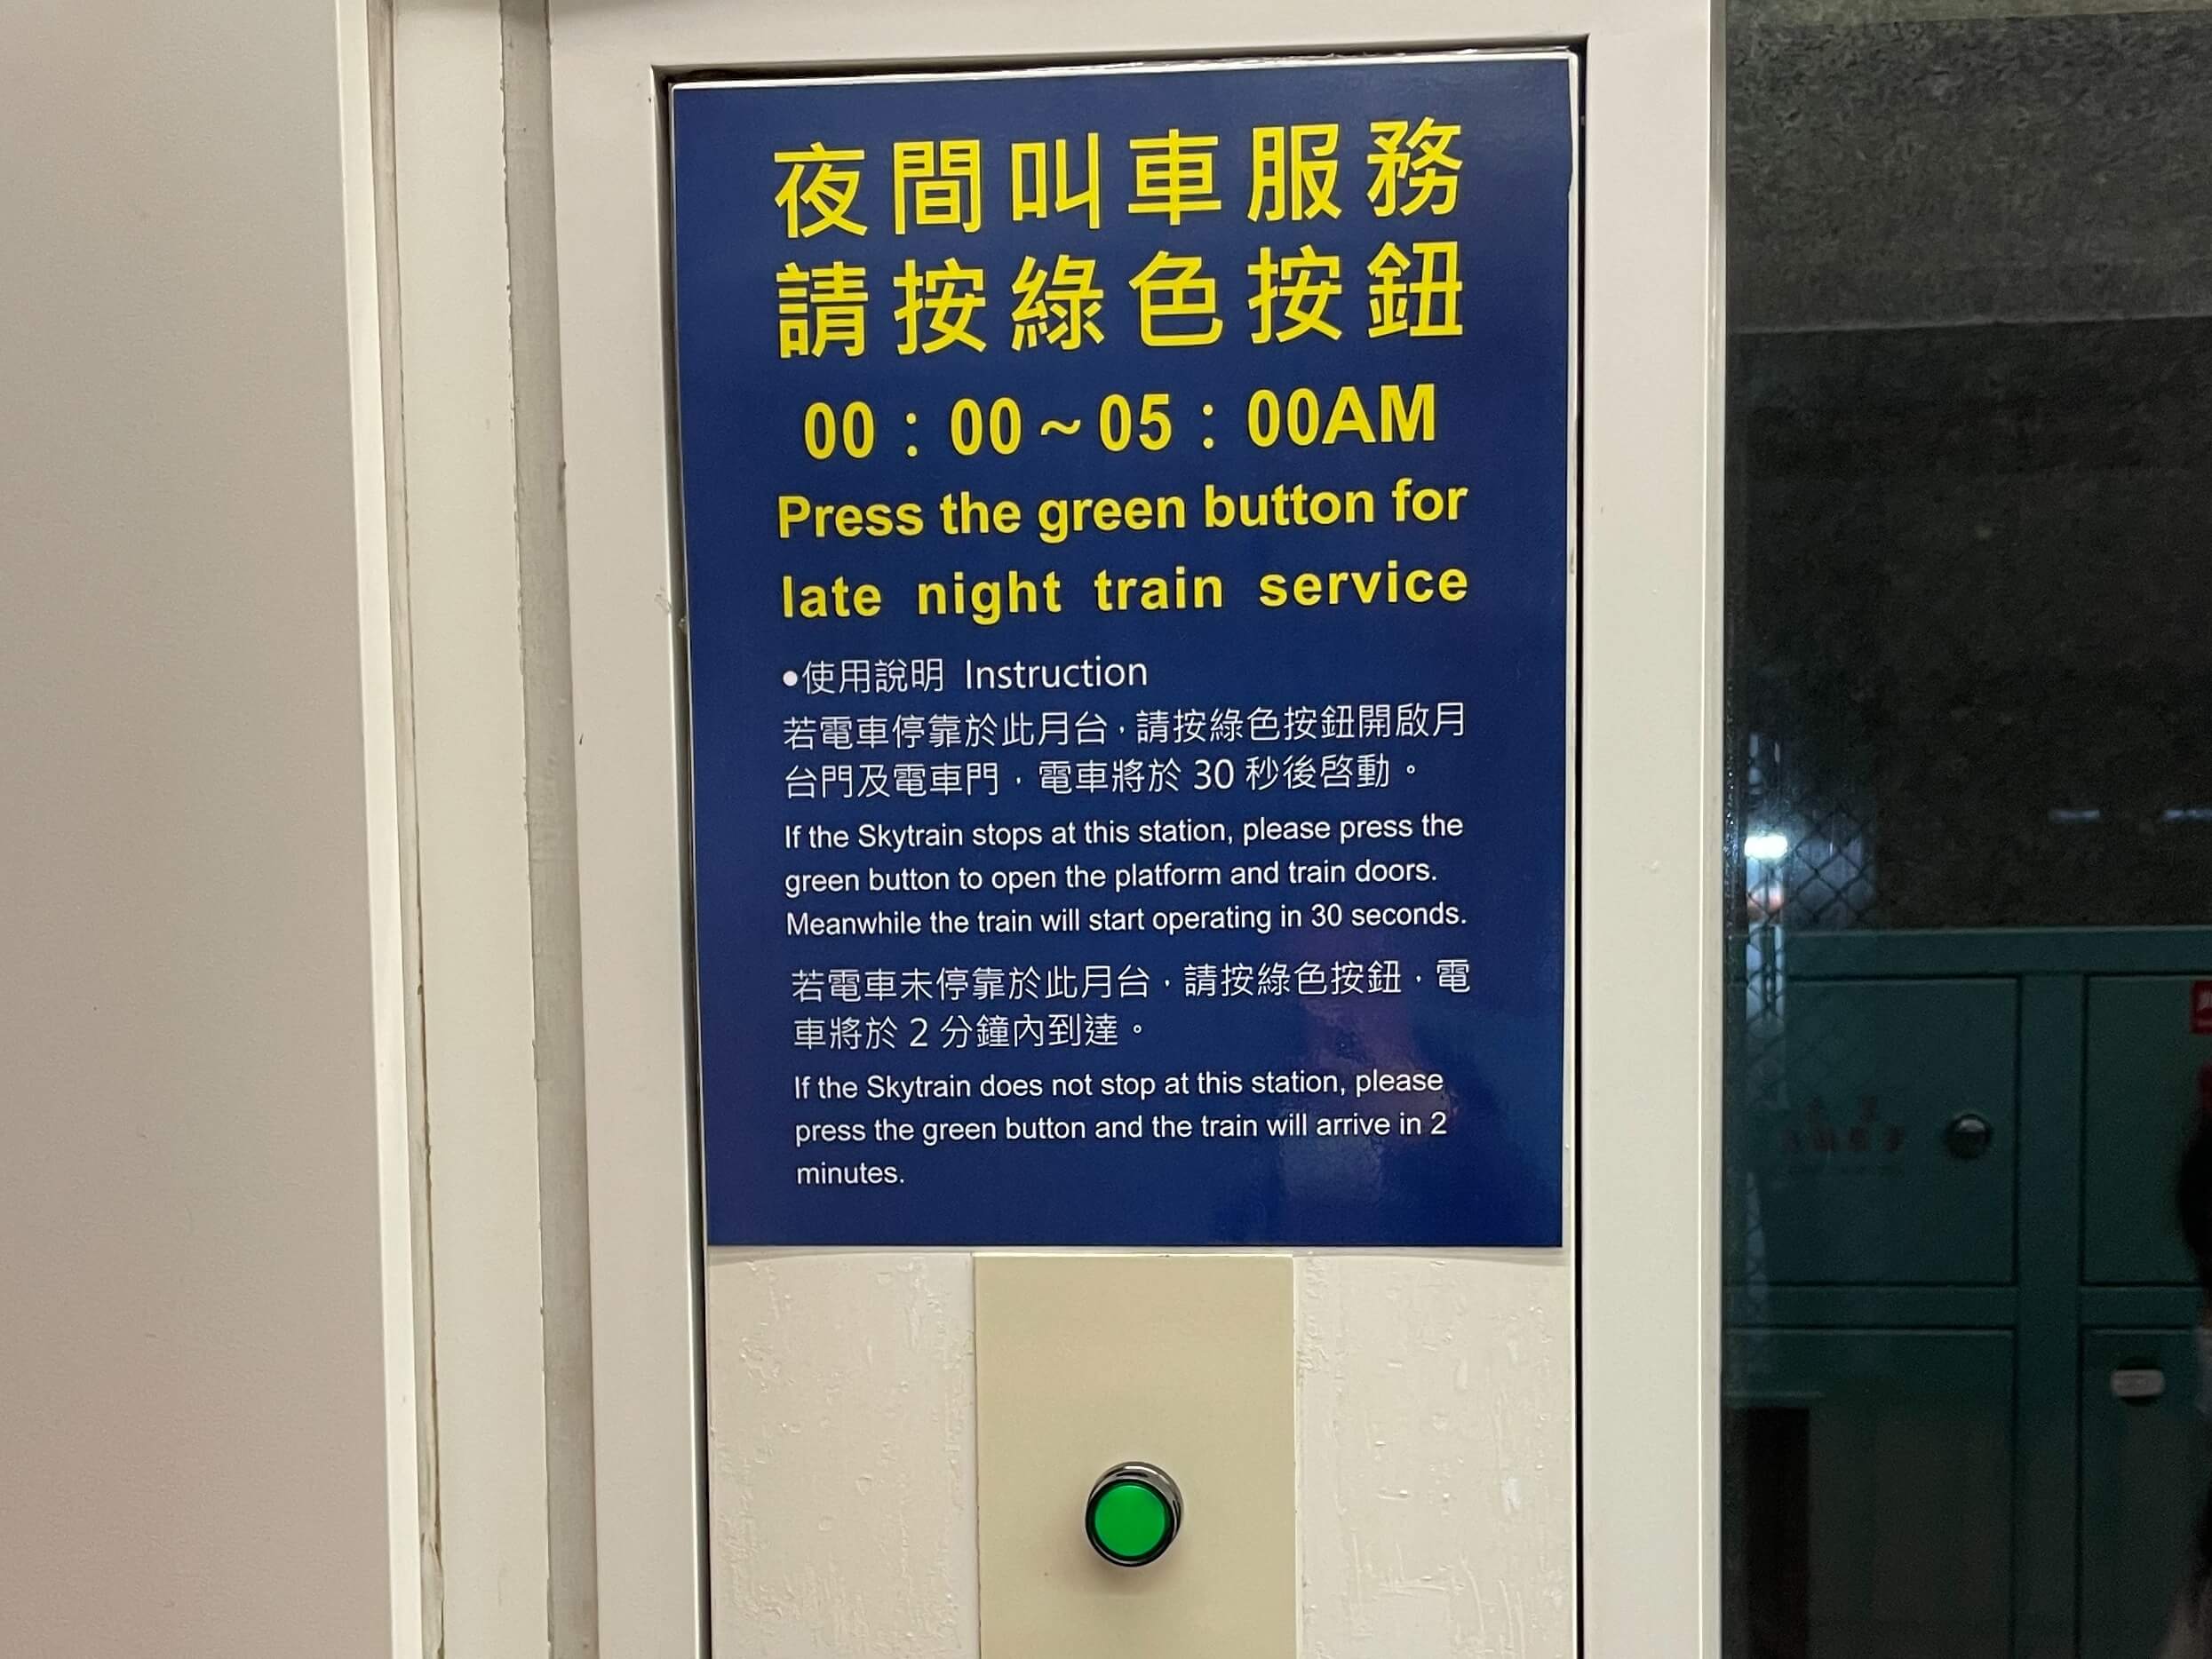 夜間叫車服務
請按綠色按鈕
00：00～05：00AM
Press the green button for
late night train service
•使用說明 Instruction
若電車停靠於此月台，請按綠色按鈕開啟月
台門及電車門，電車將於 30 秒後啓動。
If the Skytrain stops at this station, please press the
green button to open the platform and train doors.
Meanwhile the train will start operating in 30 seconds.
若電車未停靠於此月台，請按綠色按鈕，電
車將於 2 分鐘內到達。
If the Skytrain does not stop at this station, please
press the green button and the train will arrive in 2
minutes.